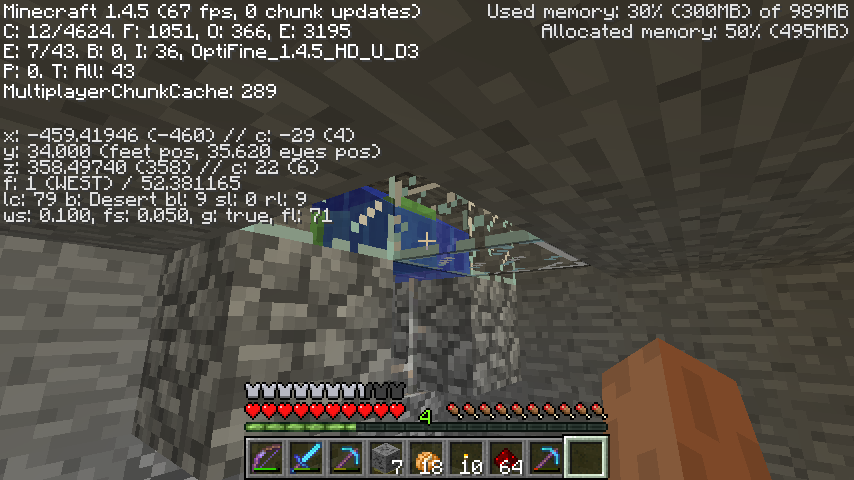 Minecraft 1.4.5 (67 fps, 0 chunk updates)
C: 12/4624. F: 1051, O: 366, E: 3195
E: 7/43. B: 0, I: 36, OptiFine_1.4.5_HD_U_D3
P: 0. T: All: 43
MultiplayerChunkCache: 289
Used memory: 30% (300MB) of 989MB
Allocated memory: 50% (495MB)
x: -459.41946 (-460) // c: -29 (4)
y: 34.000 (feet pos, 35.620 eyes pos)
z: 358.49740 (358) // c: 22 (6)
f: 1 (WEST) / 52.381165
lc: 79 b: Desert bl: 9 sl: 0 rl: 9
ws: 0.100, fs: 0.050, g: true, fl: 71
4
7 18 10 64